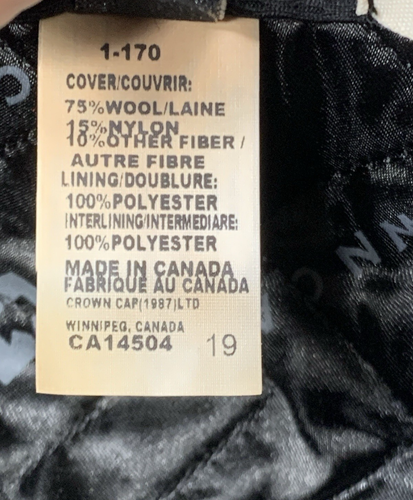 1-170
COVER/COUVRIR:
75%WOOL/LAINE
15%NYLON
10%OTHER FIBER /
AUTRE FIBRE
LINING/DOUBLURE:
100%POLYESTER
INTERLINING/INTERMEDIARE:
100%POLYESTER
MADE IN CANADA
FABRIQUÉ AU CANADA
CROWN CAP(1987)LTD
WINNIPEG, CANADA
CA14504 19